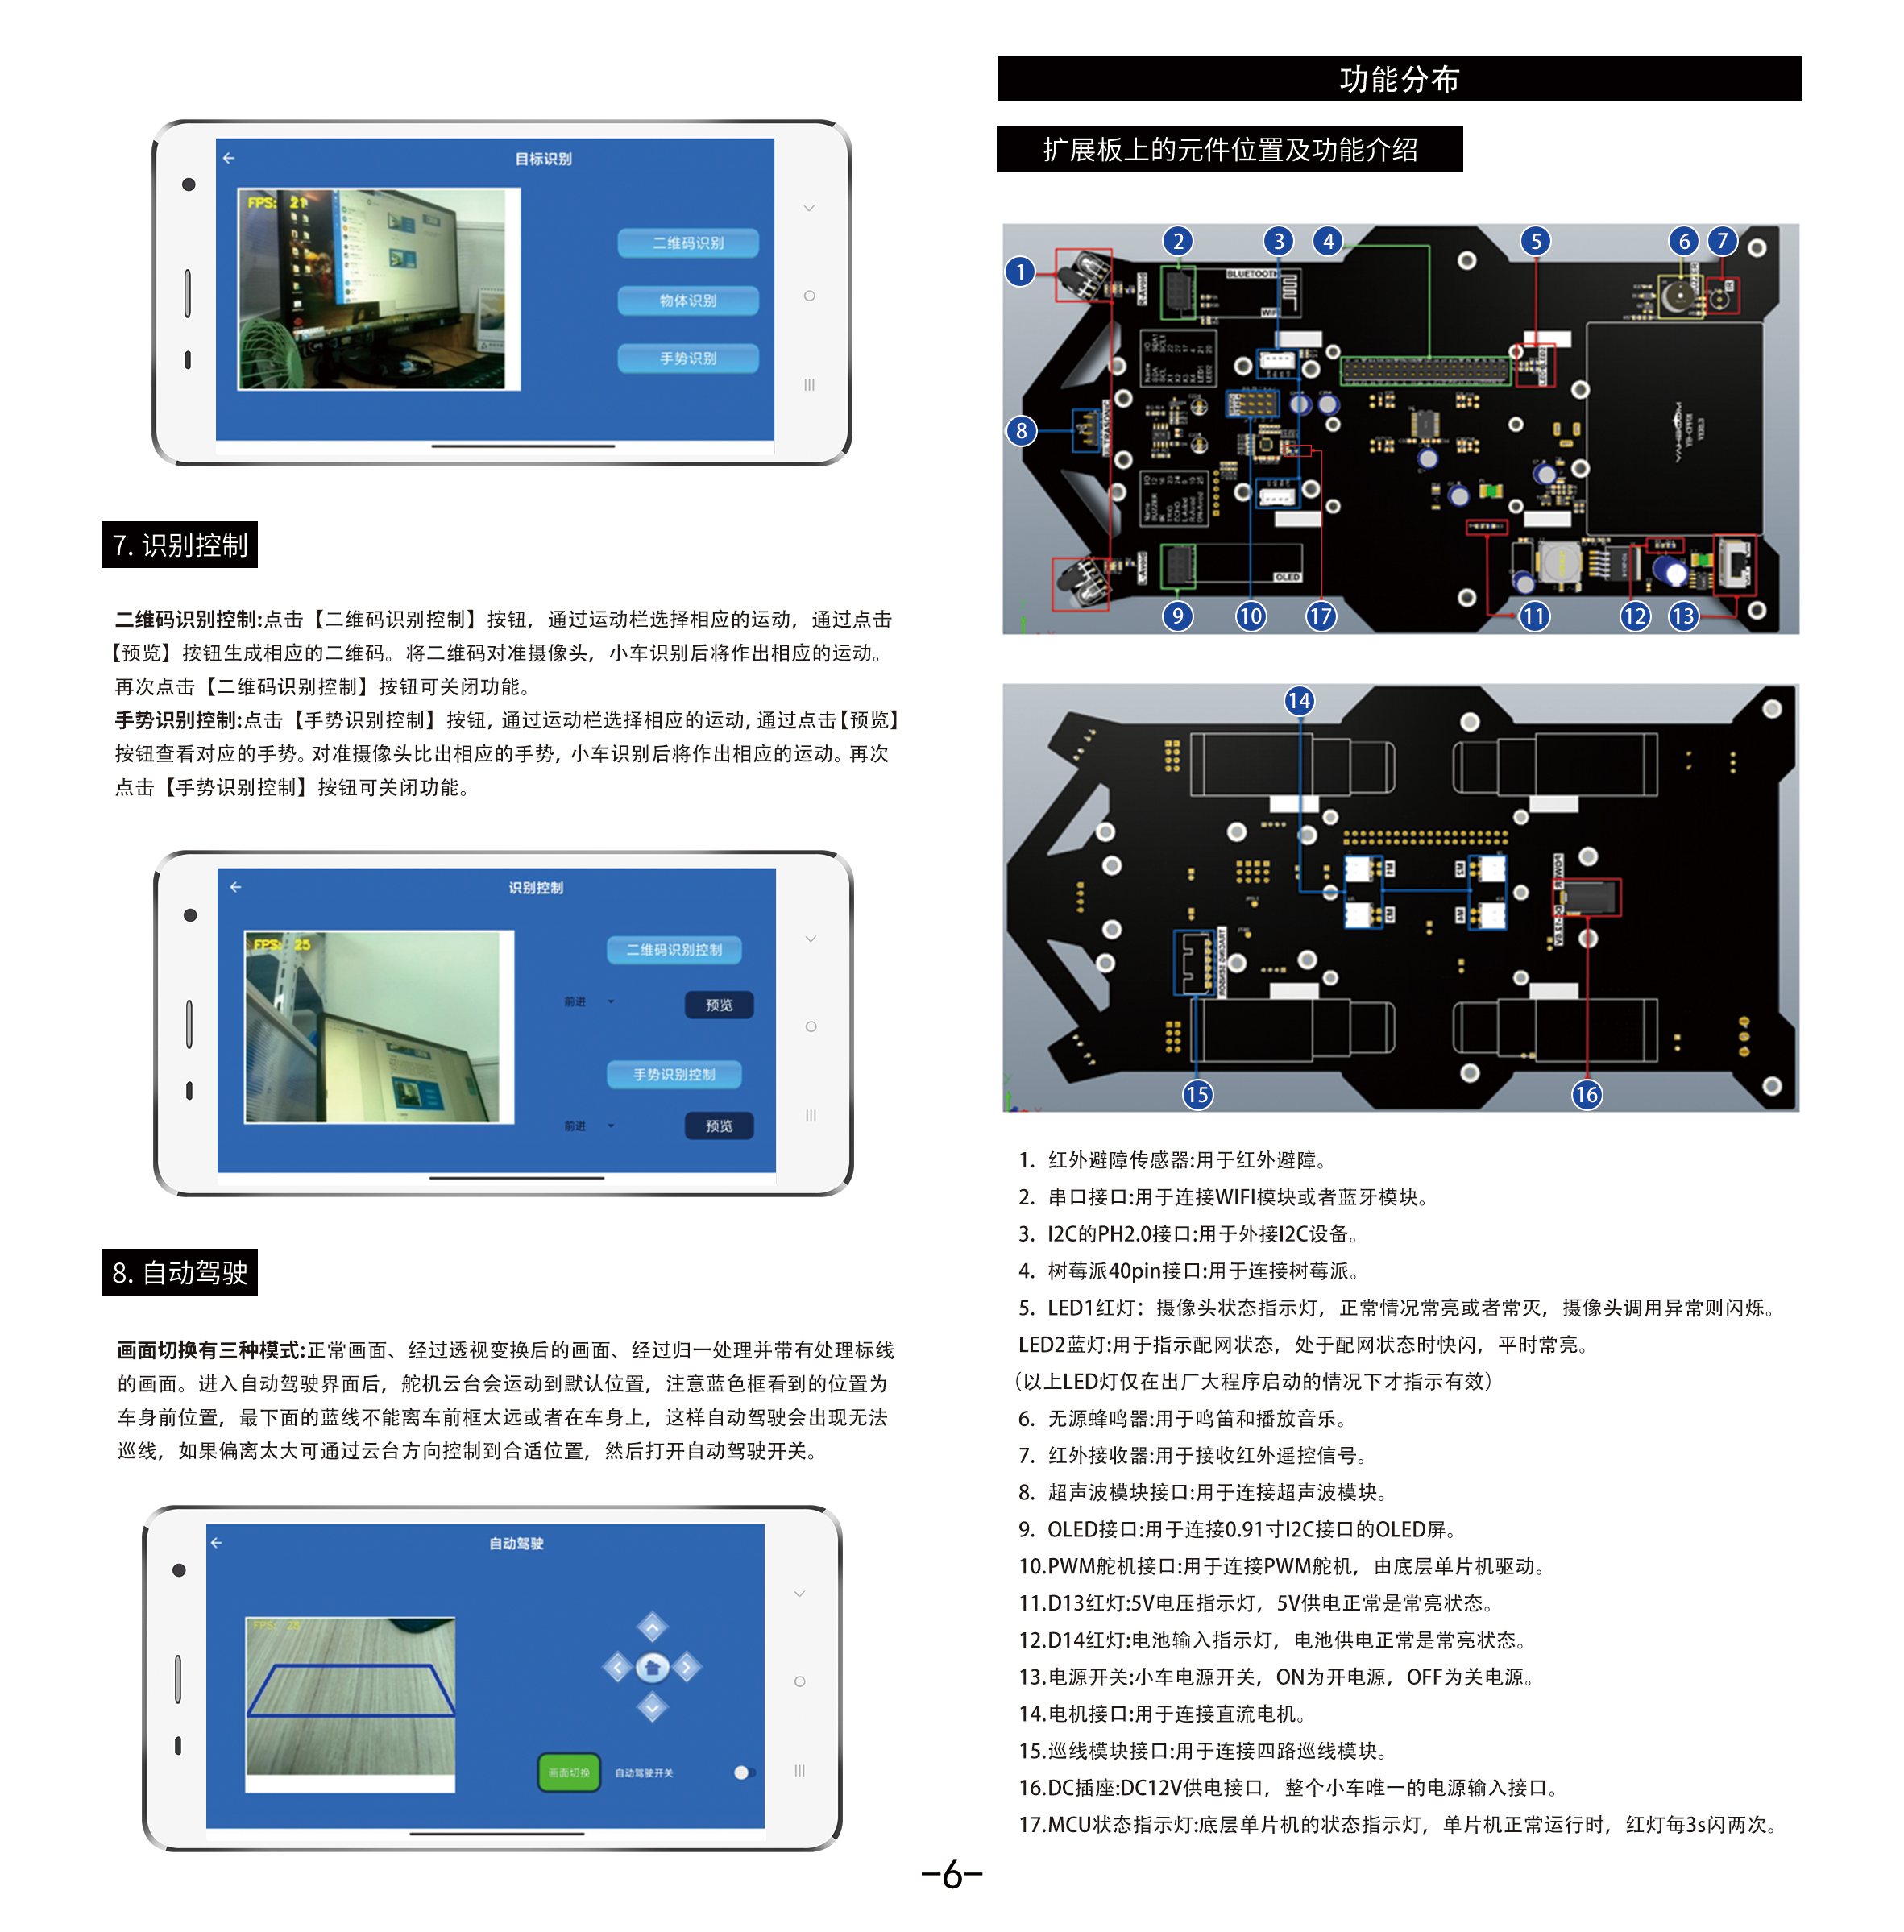 目标识别
FPS: 21
二维码识别
物体识别
手势识别
7. 识别控制
二维码识别控制:点击【二维码识别控制】按钮，通过运动栏选择相应的运动，通过点击
【预览】按钮生成相应的二维码。将二维码对准摄像头，小车识别后将作出相应的运动。
再次点击【二维码识别控制】按钮可关闭功能。
手势识别控制:点击【手势识别控制】按钮,通过运动栏选择相应的运动,通过点击【预览】
按钮查看对应的手势。对准摄像头比出相应的手势，小车识别后将作出相应的运动。再次
点击【手势识别控制】按钮可关闭功能。
识别控制
FPS: 25
二维码识别控制
前进
预览
手势识别控制
前进
预览
8. 自动驾驶
画面切换有三种模式:正常画面、经过透视变换后的画面、经过归一处理并带有处理标线
的画面。进入自动驾驶界面后，舵机云台会运动到默认位置，注意蓝色框看到的位置为
车身前位置，最下面的蓝线不能离车前框太远或者在车身上，这样自动驾驶会出现无法
巡线，如果偏离太大可通过云台方向控制到合适位置，然后打开自动驾驶开关。
自动驾驶
FPS: 25
画面切换
自动驾驶开关
功能分布
扩展板上的元件位置及功能介绍
1
2
3
4
5
6
7
8
9
10
17
11
12
13
BLUETOOTH
WIFI
OLED
14
15
16
1. 红外避障传感器:用于红外避障。
2. 串口接口:用于连接WIFI模块或者蓝牙模块。
3. I2C的PH2.0接口:用于外接I2C设备。
4. 树莓派40pin接口:用于连接树莓派。
5. LED1红灯：摄像头状态指示灯，正常情况常亮或者常灭，摄像头调用异常则闪烁。
LED2蓝灯:用于指示配网状态，处于配网状态时快闪，平时常亮。
（以上LED灯仅在出厂大程序启动的情况下才指示有效）
6. 无源蜂鸣器:用于鸣笛和播放音乐。
7. 红外接收器:用于接收红外遥控信号。
8. 超声波模块接口:用于连接超声波模块。
9. OLED接口:用于连接0.91寸I2C接口的OLED屏。
10.PWM舵机接口:用于连接PWM舵机，由底层单片机驱动。
11.D13红灯:5V电压指示灯，5V供电正常是常亮状态。
12.D14红灯:电池输入指示灯，电池供电正常是常亮状态。
13.电源开关:小车电源开关，ON为开电源，OFF为关电源。
14.电机接口:用于连接直流电机。
15.巡线模块接口:用于连接四路巡线模块。
16.DC插座:DC12V供电接口，整个小车唯一的电源输入接口。
17.MCU状态指示灯:底层单片机的状态指示灯，单片机正常运行时，红灯每3s闪两次。
-6-